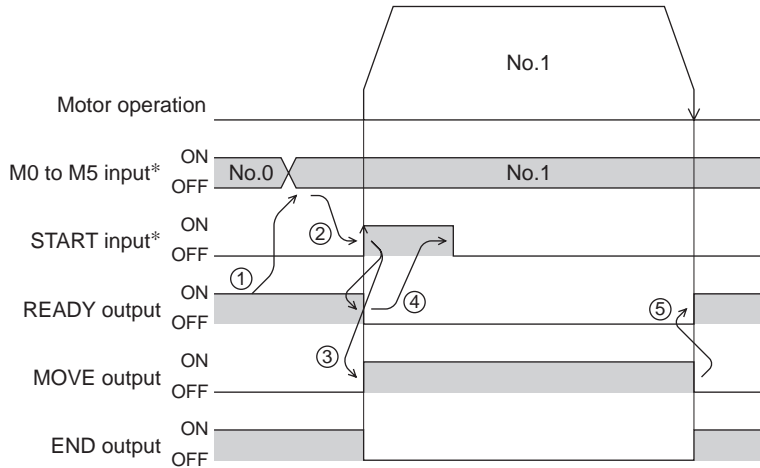 No.1
Motor operation
M0 to M5 input*
ON
OFF
No.0
No.1
START input*
ON
OFF
②
①
④
READY output
ON
OFF
⑤
③
MOVE output
ON
OFF
END output
ON
OFF